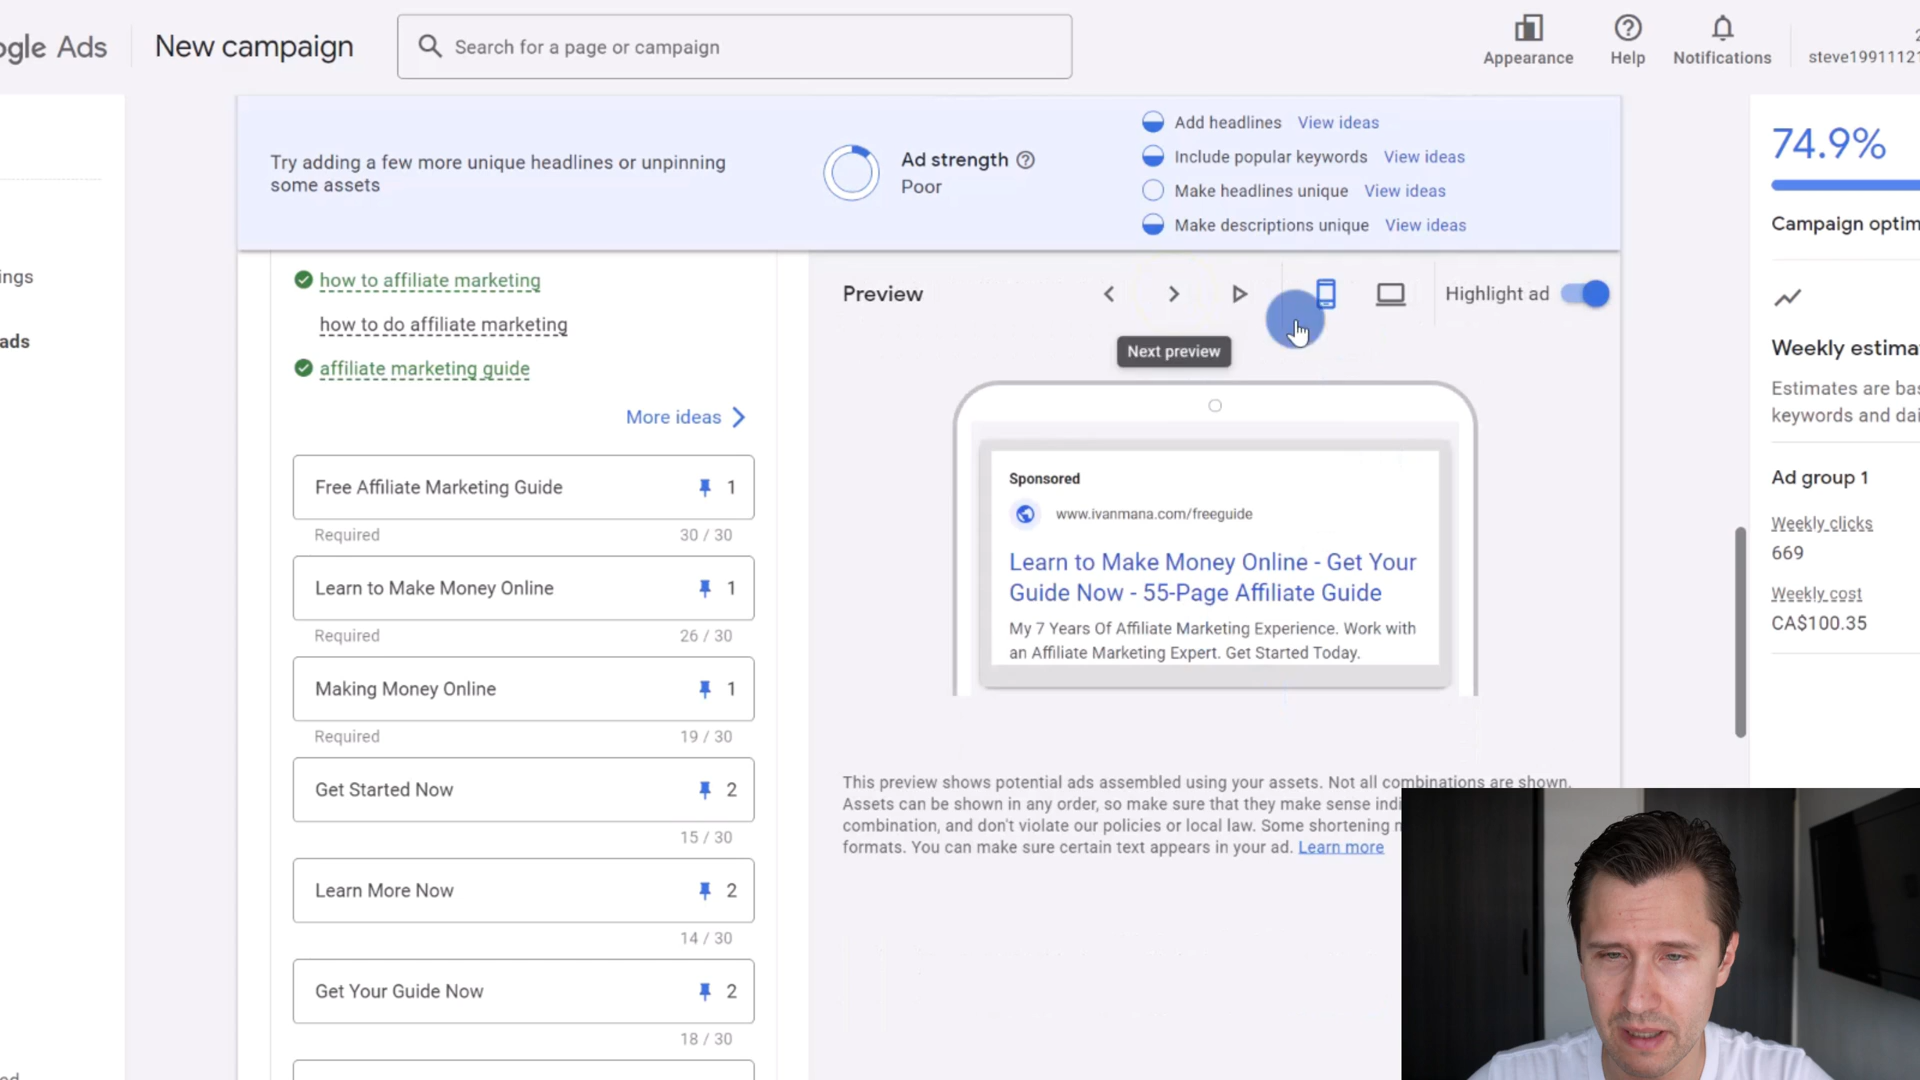 ogle Ads
New campaign
Search for a page or campaign
Appearance
Help
Notifications
steve1991112
Try adding a few more unique headlines or unpinning
some assets
Ad strength
Poor
Add headlines View ideas
Include popular keywords View ideas
Make headlines unique View ideas
Make descriptions unique View ideas
74.9%
Campaign optim
ings
ads
how to affiliate marketing
how to do affiliate marketing
affiliate marketing guide
More ideas
Free Affiliate Marketing Guide 1
Required 30 / 30
Learn to Make Money Online 1
Required 26 / 30
Making Money Online 1
Required 19 / 30
Get Started Now 2
15 / 30
Learn More Now 2
14 / 30
Get Your Guide Now 2
18 / 30
Preview
Highlight ad
Next preview
Sponsored
www.ivanmana.com/freeguide
Learn to Make Money Online - Get Your
Guide Now - 55-Page Affiliate Guide
My 7 Years Of Affiliate Marketing Experience. Work with
an Affiliate Marketing Expert. Get Started Today.
This preview shows potential ads assembled using your assets. Not all combinations are shown.
Assets can be shown in any order, so make sure that they make sense indi
combination, and don't violate our policies or local law. Some shortening
formats. You can make sure certain text appears in your ad. Learn more
Weekly estima
Estimates are bas
keywords and dai
Ad group 1
Weekly clicks
669
Weekly cost
CA$100.35